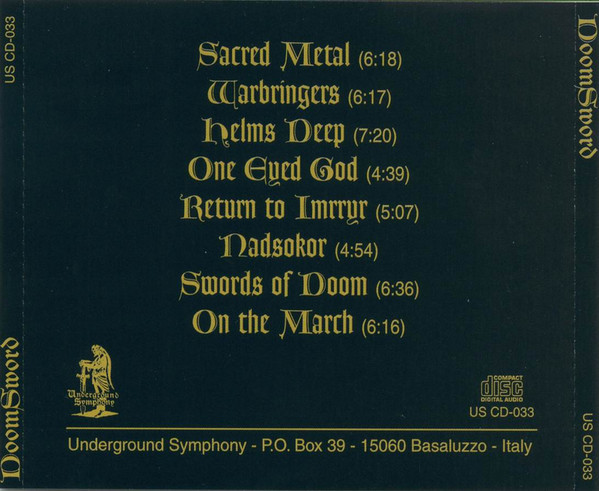 US CD-033
DoomSword
Sacred Metal (6:18)
Warbringers (6:17)
Helms Deep (7:20)
One Eyed God (4:39)
Return to Imrryr (5:07)
Nadsokor (4:54)
Swords of Doom (6:36)
On the March (6:16)
DoomSword
Underground
Symphony
COMPACT
disc
DIGITAL AUDIO
US CD-033
Underground Symphony - P.O. Box 39 - 15060 Basaluzzo - Italy
US CD-033